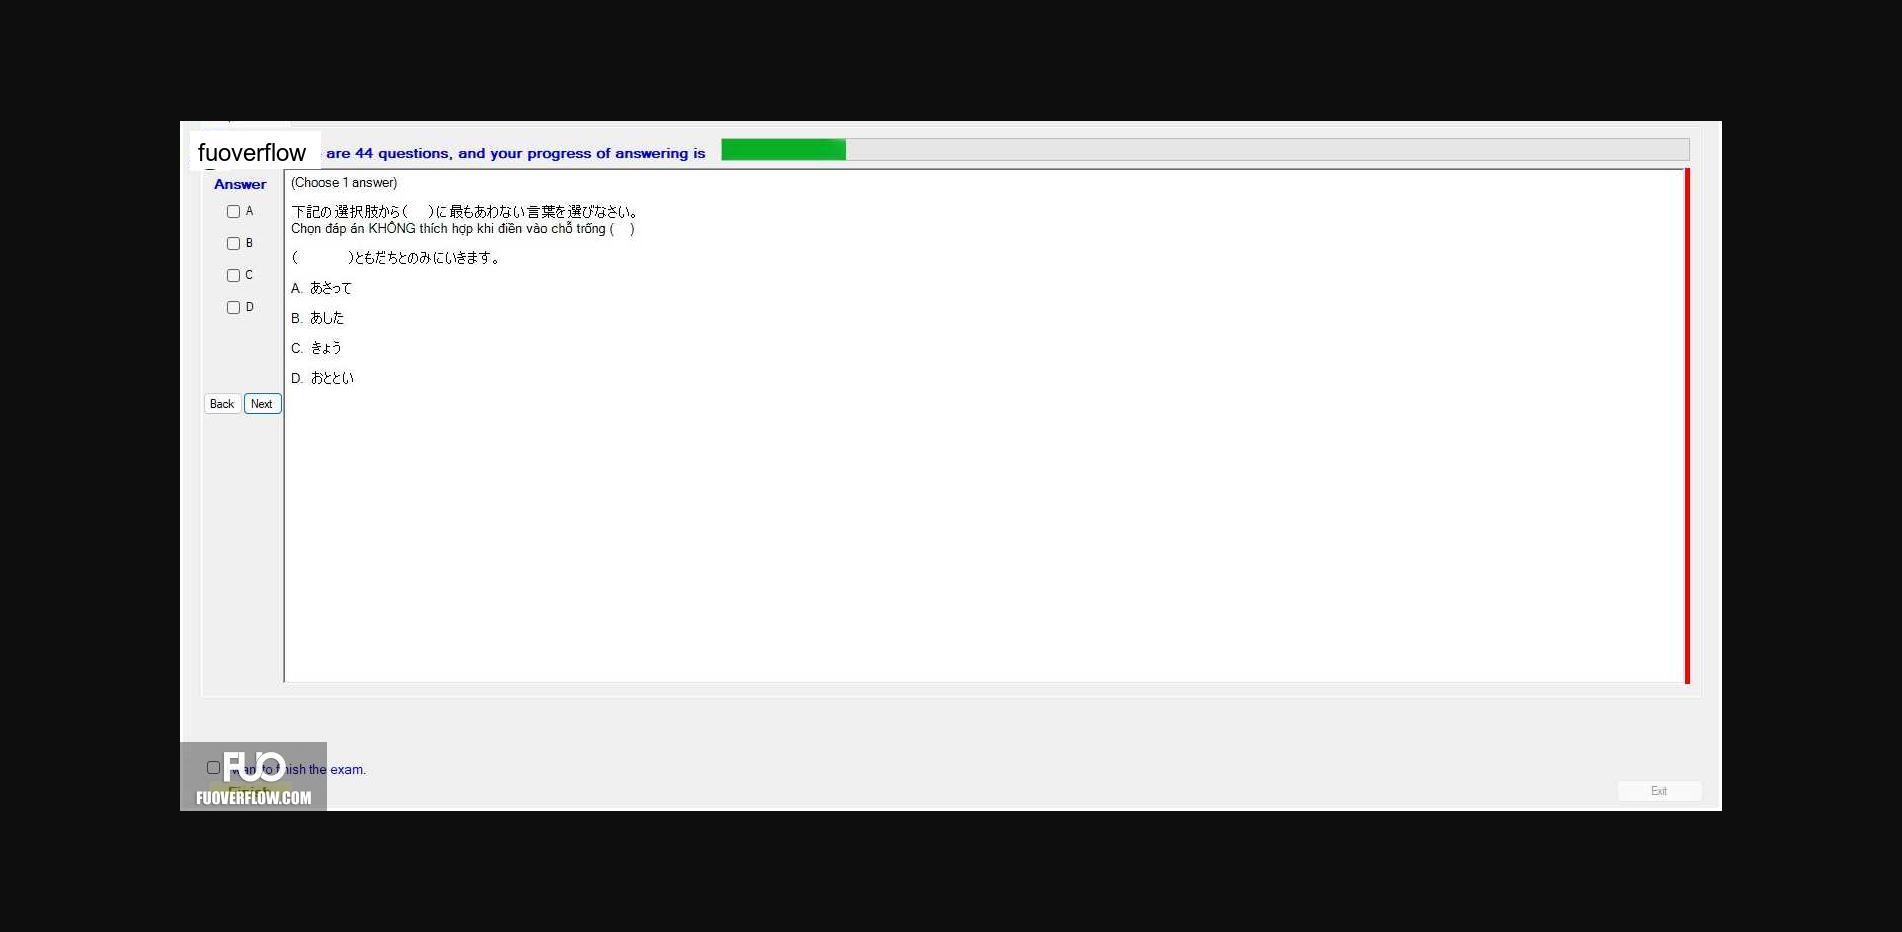 fuoverflow are 44 questions, and your progress of answering is
Answer
(Choose 1 answer)
A
下記の選択肢から(　)に最もあわない言葉を選びなさい。
Chọn đáp án KHÔNG thích hợp khi điền vào chỗ trống (　)
B
(　　　)ともだちとのみにいきます。
C
A. あさって
D
B. あした
C. きょう
D. おととい
Back Next
I want to finish the exam.
FUO
Finish
FUOVERFLOW.COM
Exit